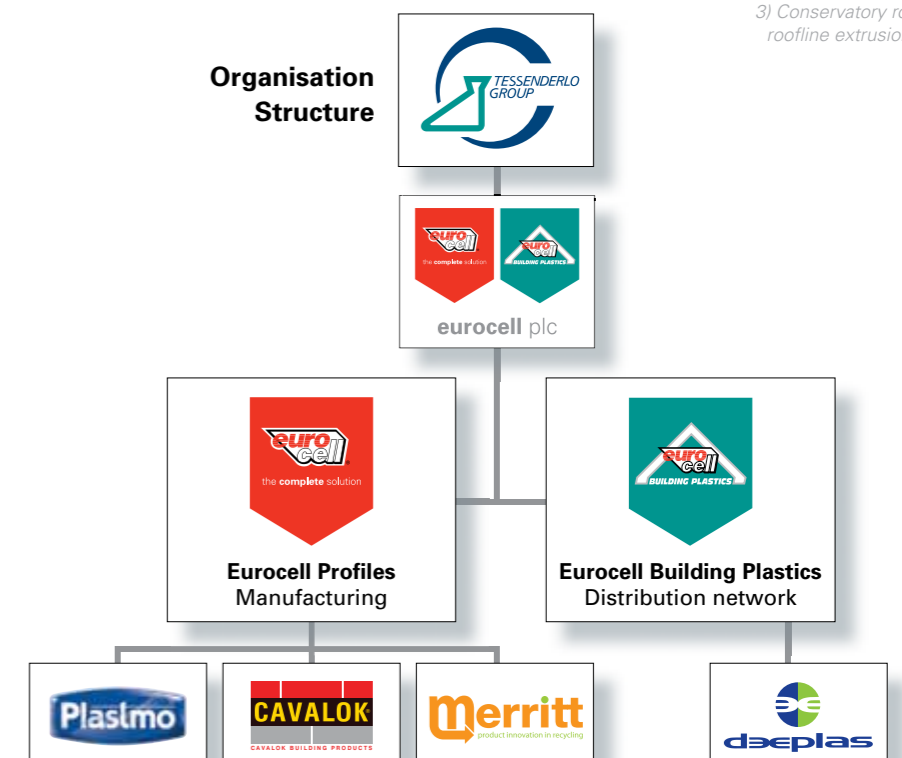 3) Conservatory ro
roofline extrusio
Organisation
Structure
TESSENDERLO
GROUP
euro
cell
the complete solution
euro
cell
BUILDING PLASTICS
eurocell plc
euro
cell
the complete solution
Eurocell Profiles
Manufacturing
euro
cell
BUILDING PLASTICS
Eurocell Building Plastics
Distribution network
Plastmo
CAVALOK
CAVALOK BUILDING PRODUCTS
merritt
product innovation in recycling
deeplas